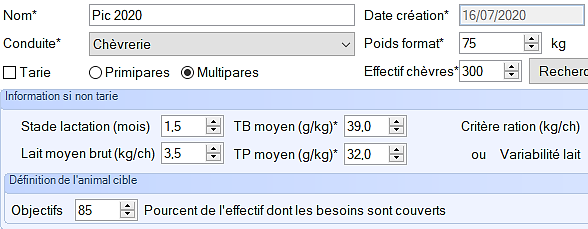 Nom* Pic 2020 Date création* 16/07/2020
Conduite* Chèvrerie Poids format* 75 kg
Tarie Primipares Multipares Effectif chèvres* 300 Recherc
Information si non tarie
Stade lactation (mois) 1,5 TB moyen (g/kg)* 39,0 Critère ration (kg/ch)
Lait moyen brut (kg/ch) 3,5 TP moyen (g/kg)* 32,0 ou Variabilité lait
Définition de l'animal cible
Objectifs 85 Pourcent de l'effectif dont les besoins sont couverts